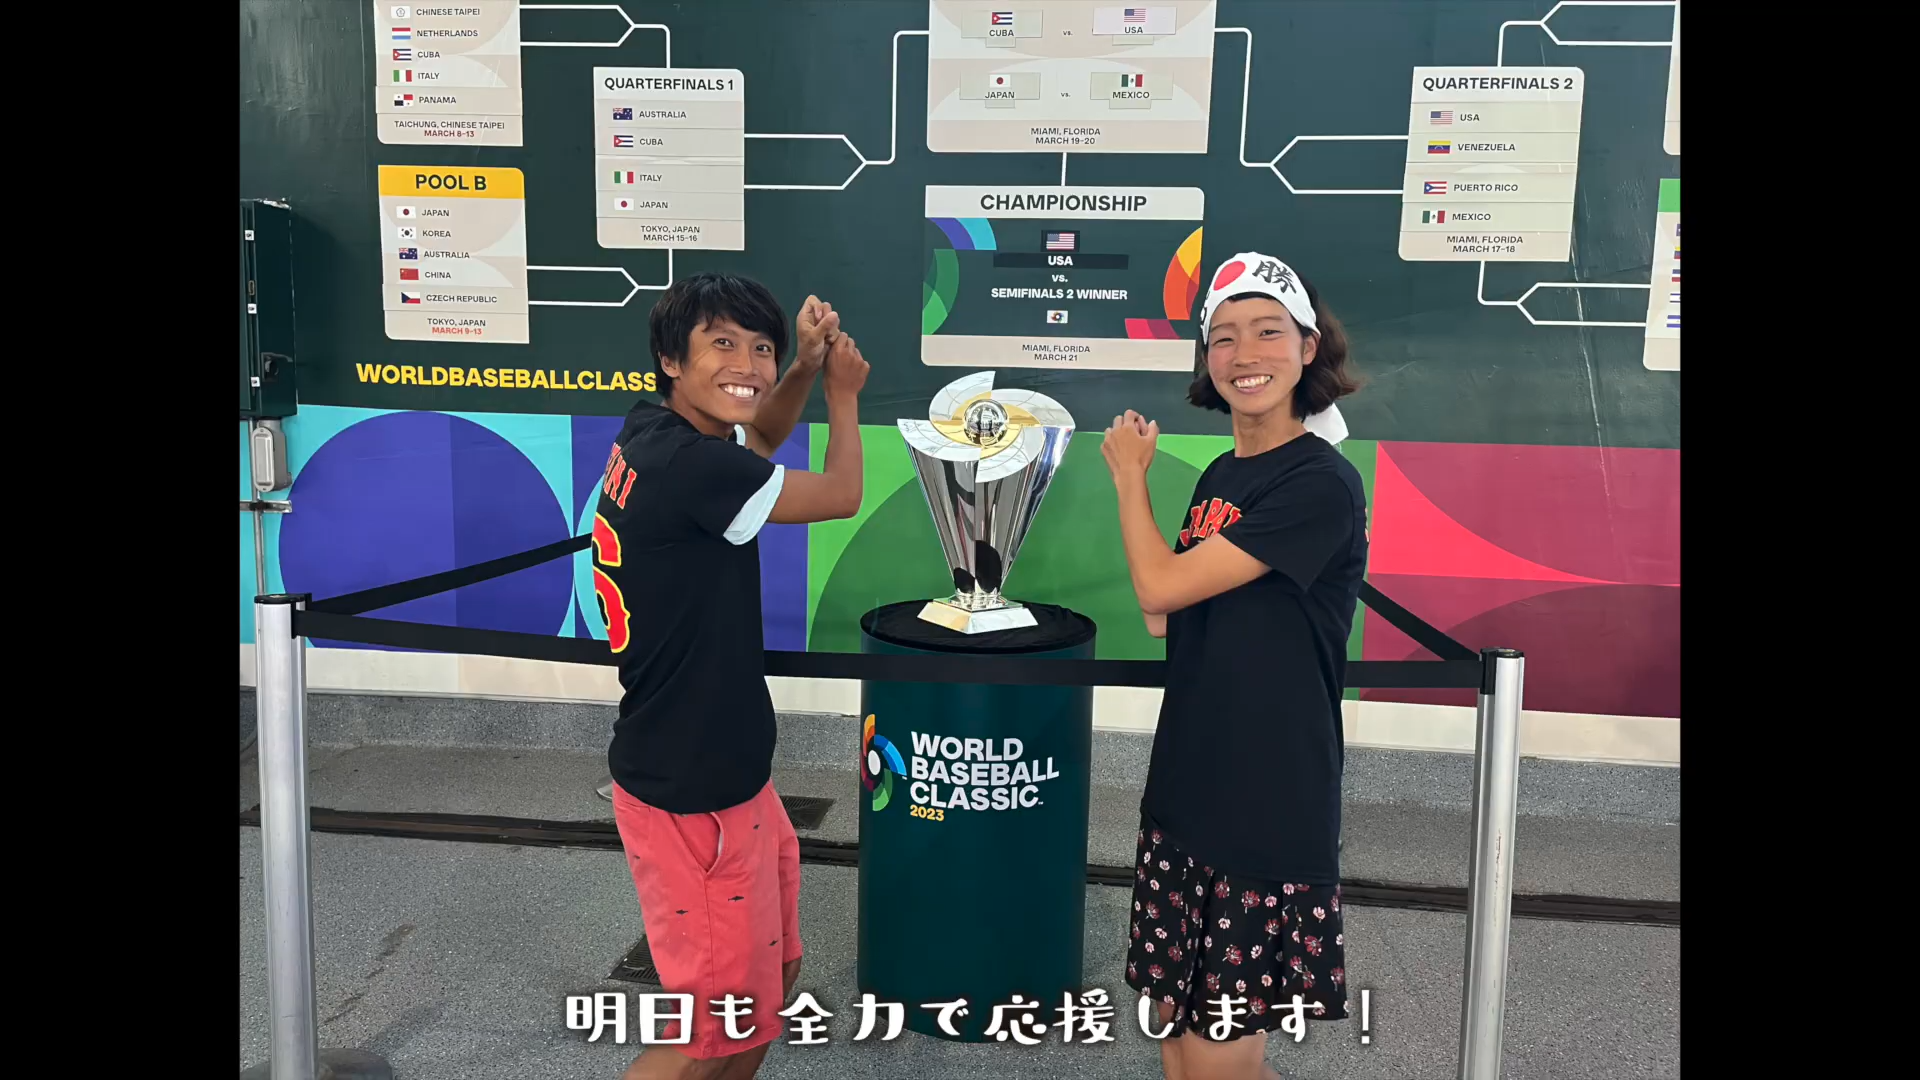 CHINESE TAIPEI
NETHERLANDS
CUBA
ITALY
PANAMA
TAICHUNG, CHINESE TAIPEI
MARCH 8-13
POOL B
JAPAN
KOREA
AUSTRALIA
CHINA
CZECH REPUBLIC
TOKYO, JAPAN
MARCH 9-13
QUARTERFINALS 1
AUSTRALIA
CUBA
ITALY
JAPAN
TOKYO, JAPAN
MARCH 15-16
CUBA vs. USA
JAPAN vs. MEXICO
MIAMI, FLORIDA
MARCH 19-20
CHAMPIONSHIP
USA
vs.
SEMIFINALS 2 WINNER
MIAMI, FLORIDA
MARCH 21
QUARTERFINALS 2
USA
VENEZUELA
PUERTO RICO
MEXICO
MIAMI, FLORIDA
MARCH 17-18
WORLDBASEBALLCLASS
勝
6
WORLD
BASEBALL
CLASSIC™
2023
明日も全力で応援します！